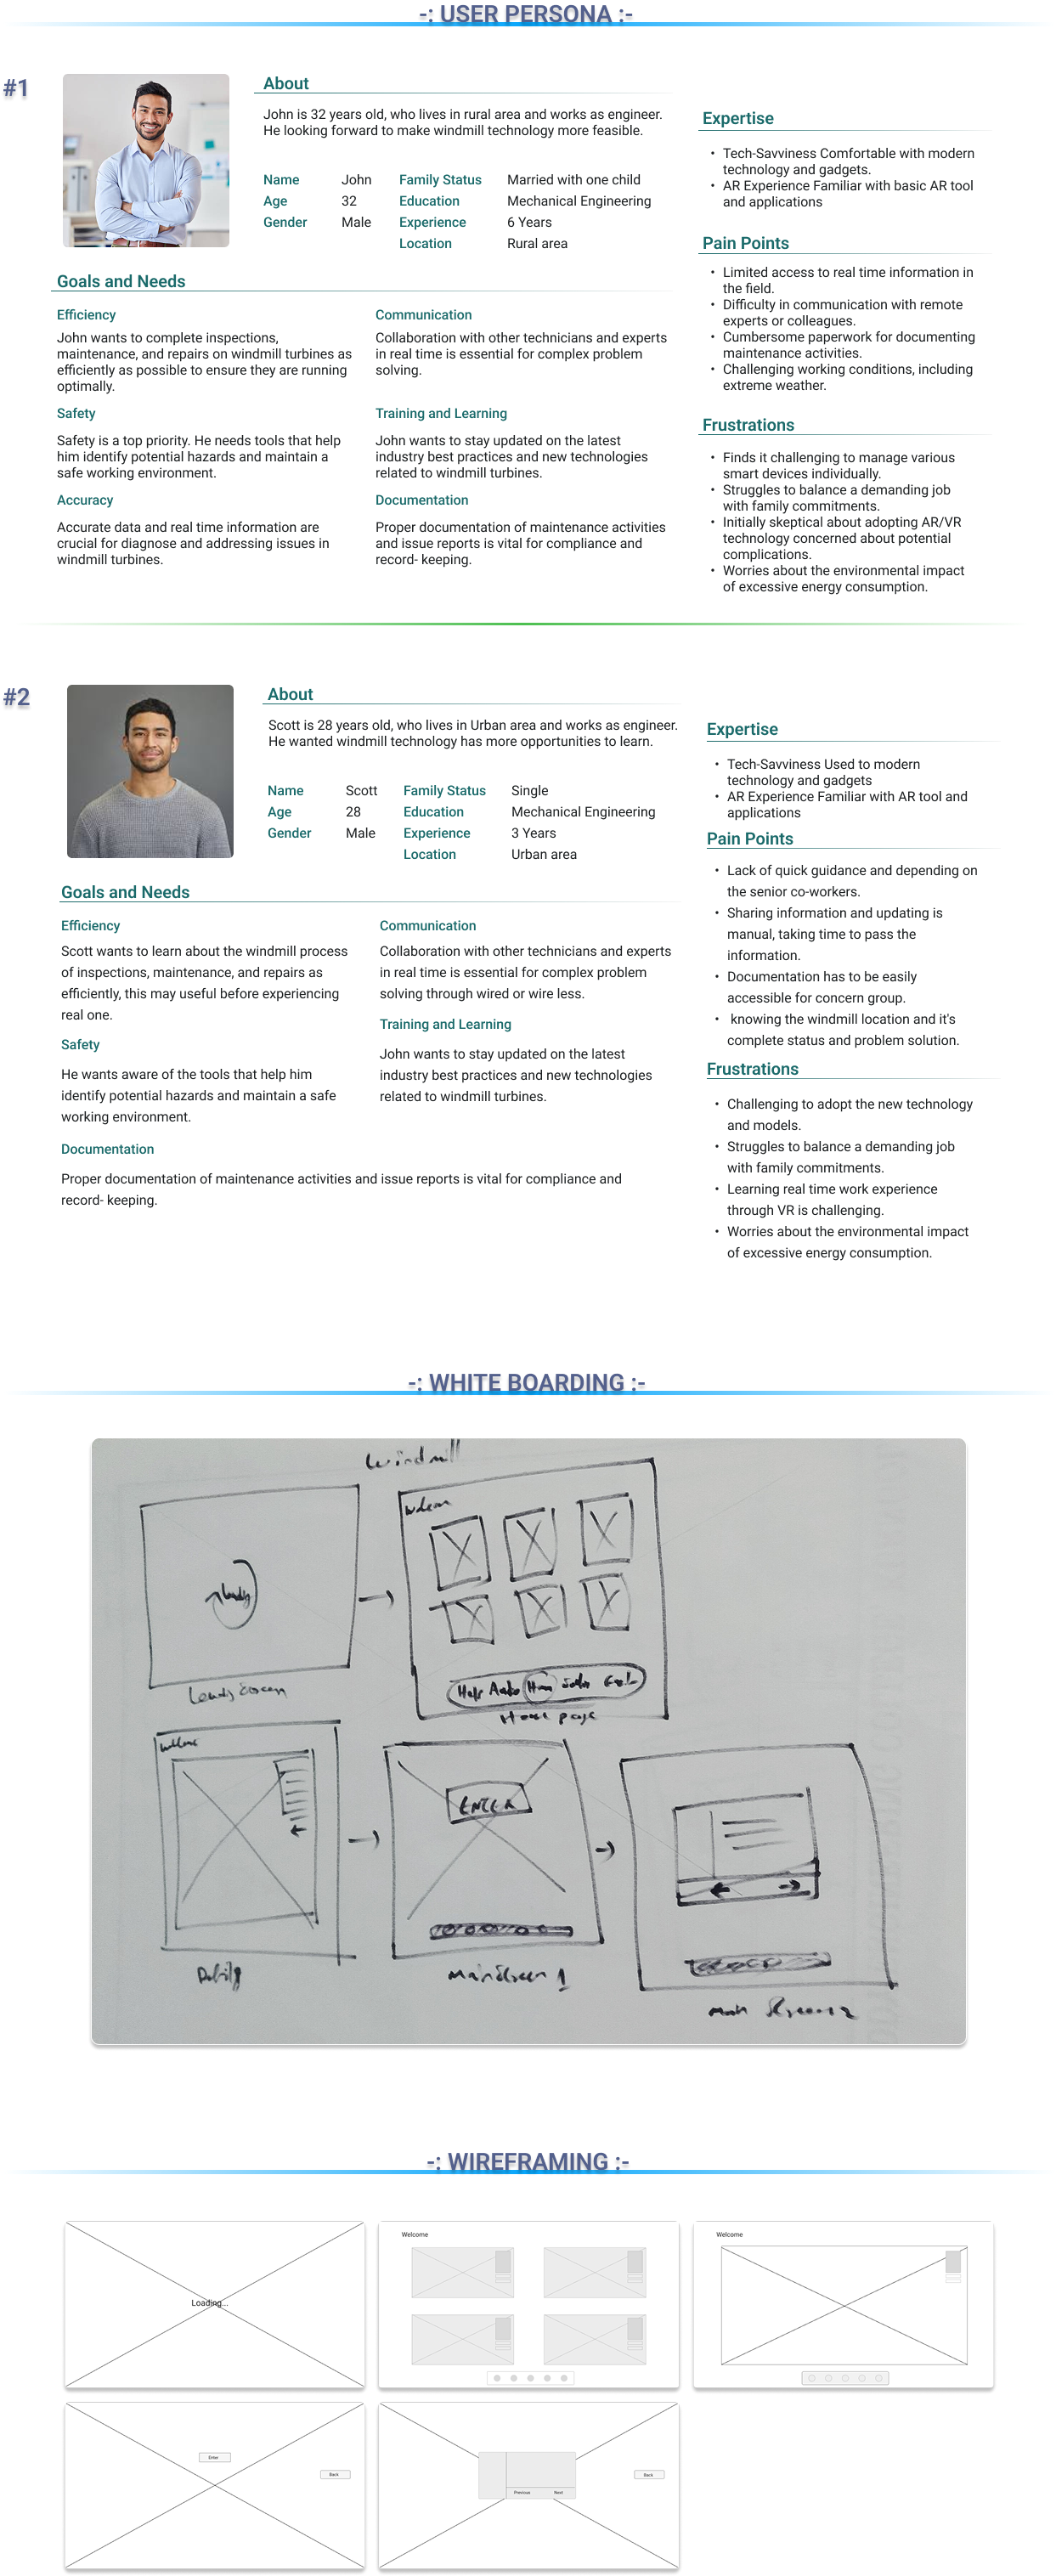 -: USER PERSONA :-
#1
About
John is 32 years old, who lives in rural area and works as engineer.
He looking forward to make windmill technology more feasible.
Name John Family Status Married with one child
Age 32 Education Mechanical Engineering
Gender Male Experience 6 Years
Location Rural area
Goals and Needs
Efficiency
John wants to complete inspections,
maintenance, and repairs on windmill turbines as
efficiently as possible to ensure they are running
optimally.
Communication
Collaboration with other technicians and experts
in real time is essential for complex problem
solving.
Safety
Safety is a top priority. He needs tools that help
him identify potential hazards and maintain a
safe working environment.
Training and Learning
John wants to stay updated on the latest
industry best practices and new technologies
related to windmill turbines.
Accuracy
Accurate data and real time information are
crucial for diagnose and addressing issues in
windmill turbines.
Documentation
Proper documentation of maintenance activities
and issue reports is vital for compliance and
record- keeping.
Expertise
• Tech-Savviness Comfortable with modern
technology and gadgets.
• AR Experience Familiar with basic AR tool
and applications
Pain Points
• Limited access to real time information in
the field.
• Difficulty in communication with remote
experts or colleagues.
• Cumbersome paperwork for documenting
maintenance activities.
• Challenging working conditions, including
extreme weather.
Frustrations
• Finds it challenging to manage various
smart devices individually.
• Struggles to balance a demanding job
with family commitments.
• Initially skeptical about adopting AR/VR
technology concerned about potential
complications.
• Worries about the environmental impact
of excessive energy consumption.
#2
About
Scott is 28 years old, who lives in Urban area and works as engineer.
He wanted windmill technology has more opportunities to learn.
Name Scott Family Status Single
Age 28 Education Mechanical Engineering
Gender Male Experience 3 Years
Location Urban area
Goals and Needs
Efficiency
Scott wants to learn about the windmill process
of inspections, maintenance, and repairs as
efficiently, this may useful before experiencing
real one.
Communication
Collaboration with other technicians and experts
in real time is essential for complex problem
solving through wired or wire less.
Safety
He wants aware of the tools that help him
identify potential hazards and maintain a safe
working environment.
Training and Learning
John wants to stay updated on the latest
industry best practices and new technologies
related to windmill turbines.
Documentation
Proper documentation of maintenance activities and issue reports is vital for compliance and
record- keeping.
Expertise
• Tech-Savviness Used to modern
technology and gadgets
• AR Experience Familiar with AR tool and
applications
Pain Points
• Lack of quick guidance and depending on
the senior co-workers.
• Sharing information and updating is
manual, taking time to pass the
information.
• Documentation has to be easily
accessible for concern group.
• knowing the windmill location and it's
complete status and problem solution.
Frustrations
• Challenging to adopt the new technology
and models.
• Struggles to balance a demanding job
with family commitments.
• Learning real time work experience
through VR is challenging.
• Worries about the environmental impact
of excessive energy consumption.
-: WHITE BOARDING :-
Windmill
Help
Home page
ENTER
Main Screen 1
-: WIREFRAMING :-
Loading...
Welcome
Welcome
Enter
Back
Previous Next
Back